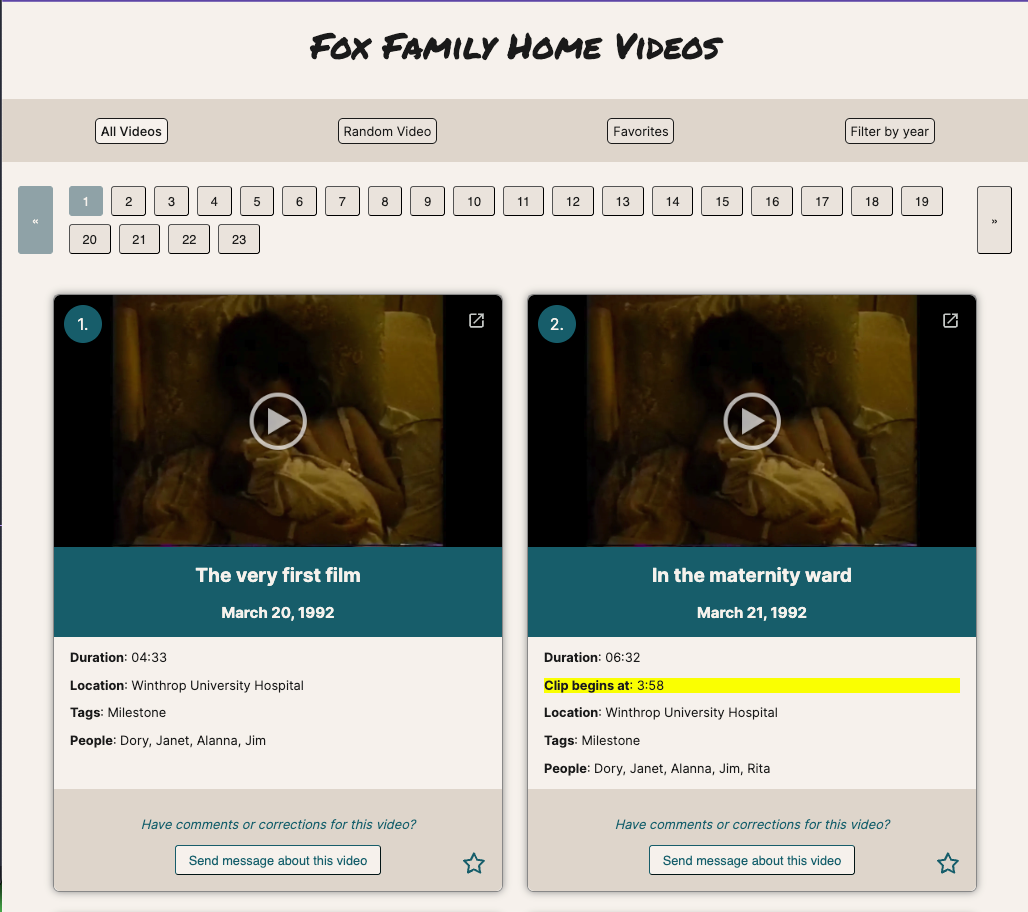 Fox Family Home Videos
All Videos Random Video Favorites Filter by year
« 1 2 3 4 5 6 7 8 9 10 11 12 13 14 15 16 17 18 19 »
20 21 22 23
1.
The very first film
March 20, 1992
Duration: 04:33
Location: Winthrop University Hospital
Tags: Milestone
People: Dory, Janet, Alanna, Jim
Have comments or corrections for this video?
Send message about this video
2.
In the maternity ward
March 21, 1992
Duration: 06:32
Clip begins at: 3:58
Location: Winthrop University Hospital
Tags: Milestone
People: Dory, Janet, Alanna, Jim, Rita
Have comments or corrections for this video?
Send message about this video